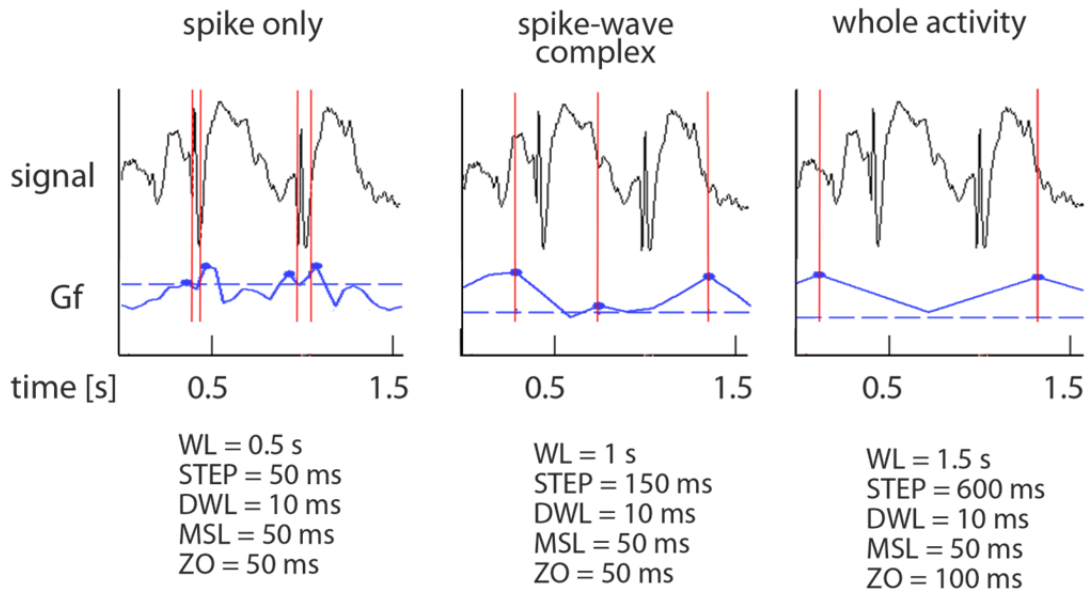 spike only
spike-wave
complex
whole activity
signal
Gf
time [s]
0.5
1.5
0.5
1.5
0.5
1.5
WL = 0.5 s
STEP = 50 ms
DWL = 10 ms
MSL = 50 ms
ZO = 50 ms
WL = 1 s
STEP = 150 ms
DWL = 10 ms
MSL = 50 ms
ZO = 50 ms
WL = 1.5 s
STEP = 600 ms
DWL = 10 ms
MSL = 50 ms
ZO = 100 ms